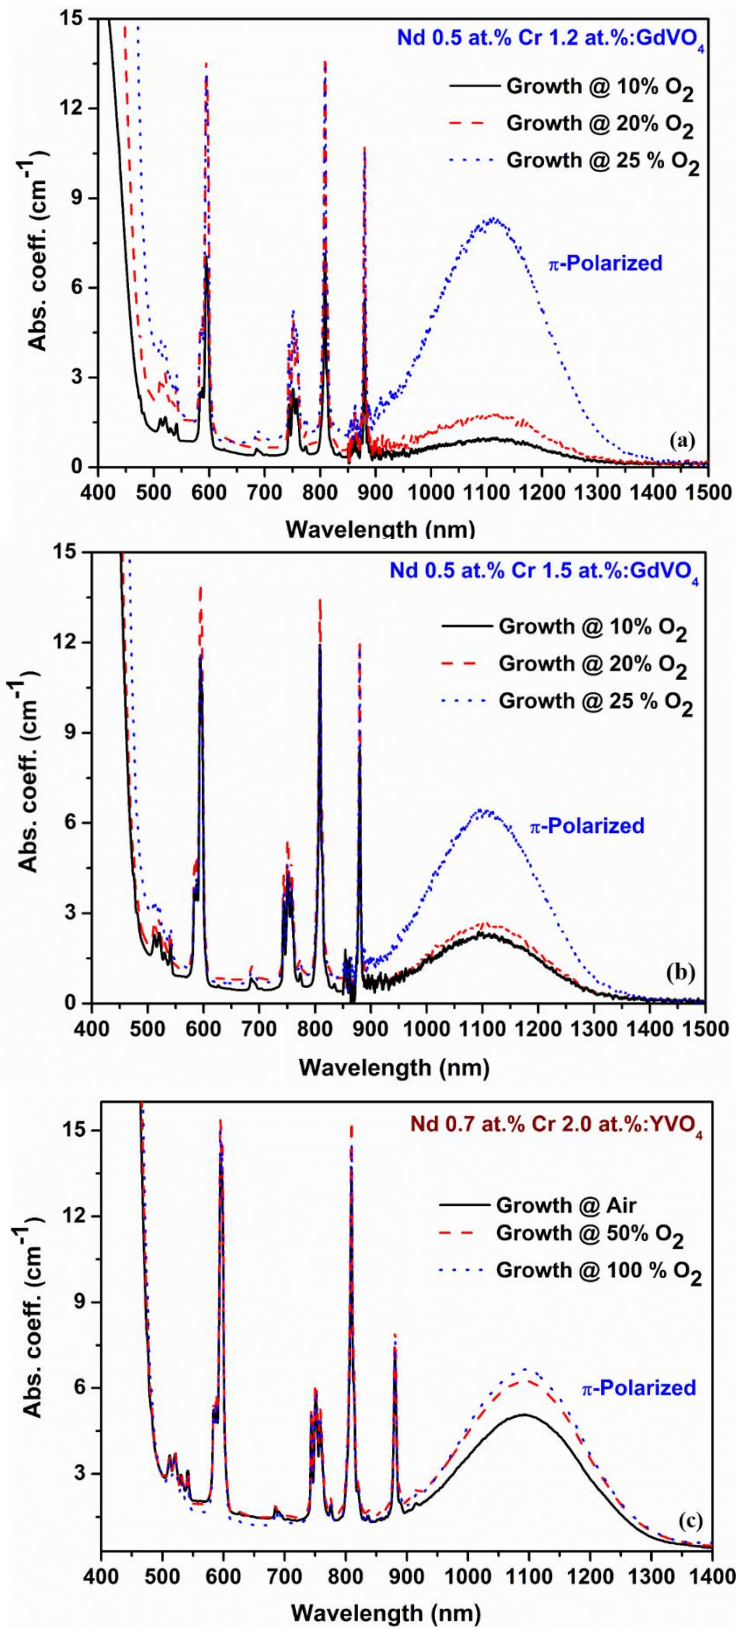 Nd 0.5 at.% Cr 1.2 at.%:GdVO4
Growth @ 10% O2
Growth @ 20% O2
Growth @ 25 % O2
π-Polarized
(a)
Abs. coeff. (cm-1)
15
12
9
6
3
0
400 500 600 700 800 900 1000 1100 1200 1300 1400 1500
Wavelength (nm)
Nd 0.5 at.% Cr 1.5 at.%:GdVO4
Growth @ 10% O2
Growth @ 20% O2
Growth @ 25 % O2
π-Polarized
(b)
Abs. coeff. (cm-1)
15
12
9
6
3
0
400 500 600 700 800 900 1000 1100 1200 1300 1400 1500
Wavelength (nm)
Nd 0.7 at.% Cr 2.0 at.%:YVO4
Growth @ Air
Growth @ 50% O2
Growth @ 100 % O2
π-Polarized
(c)
Abs. coeff. (cm-1)
15
12
9
6
3
400 500 600 700 800 900 1000 1100 1200 1300 1400
Wavelength (nm)